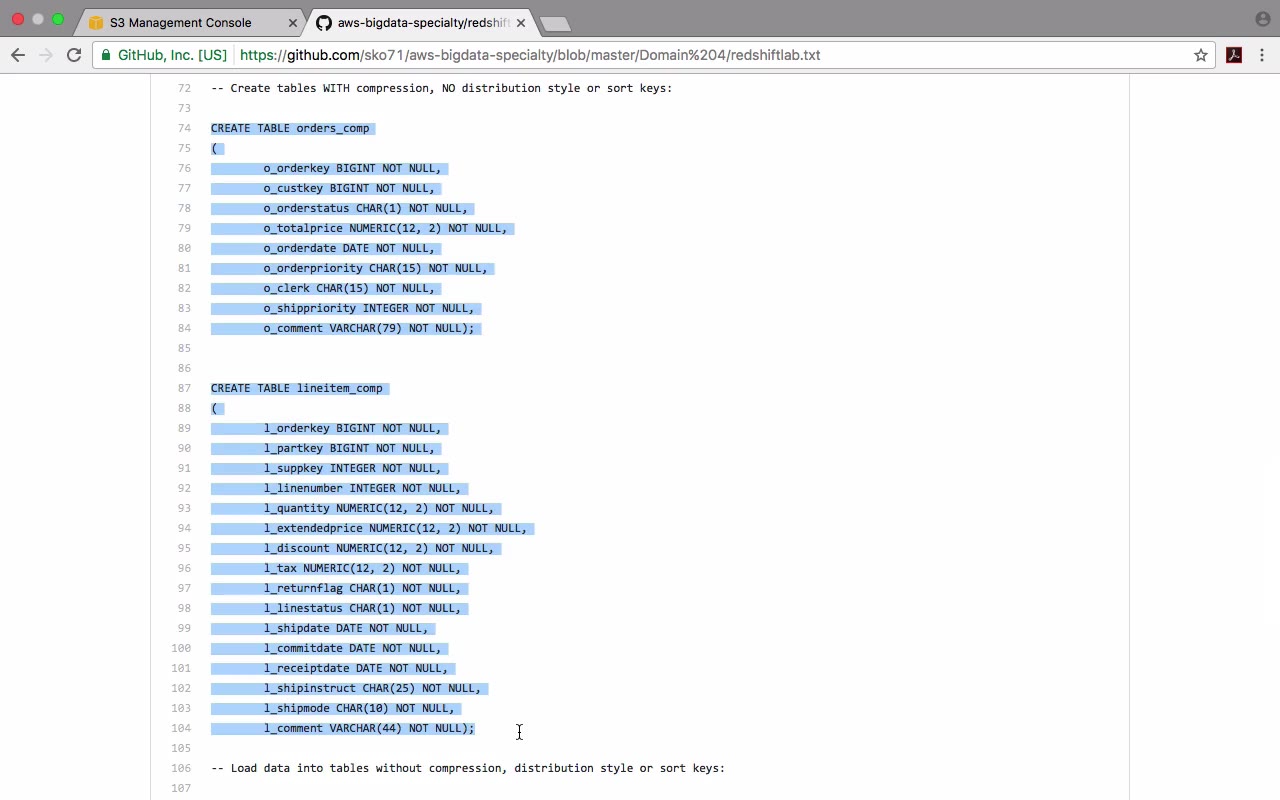 S3 Management Console
aws-bigdata-specialty/redshift
GitHub, Inc. [US] https://github.com/sko71/aws-bigdata-specialty/blob/master/Domain%204/redshiftlab.txt
72 -- Create tables WITH compression, NO distribution style or sort keys:
73
74 CREATE TABLE orders_comp
75 (
76 o_orderkey BIGINT NOT NULL,
77 o_custkey BIGINT NOT NULL,
78 o_orderstatus CHAR(1) NOT NULL,
79 o_totalprice NUMERIC(12, 2) NOT NULL,
80 o_orderdate DATE NOT NULL,
81 o_orderpriority CHAR(15) NOT NULL,
82 o_clerk CHAR(15) NOT NULL,
83 o_shippriority INTEGER NOT NULL,
84 o_comment VARCHAR(79) NOT NULL);
85
86
87 CREATE TABLE lineitem_comp
88 (
89 l_orderkey BIGINT NOT NULL,
90 l_partkey BIGINT NOT NULL,
91 l_suppkey INTEGER NOT NULL,
92 l_linenumber INTEGER NOT NULL,
93 l_quantity NUMERIC(12, 2) NOT NULL,
94 l_extendedprice NUMERIC(12, 2) NOT NULL,
95 l_discount NUMERIC(12, 2) NOT NULL,
96 l_tax NUMERIC(12, 2) NOT NULL,
97 l_returnflag CHAR(1) NOT NULL,
98 l_linestatus CHAR(1) NOT NULL,
99 l_shipdate DATE NOT NULL,
100 l_commitdate DATE NOT NULL,
101 l_receiptdate DATE NOT NULL,
102 l_shipinstruct CHAR(25) NOT NULL,
103 l_shipmode CHAR(10) NOT NULL,
104 l_comment VARCHAR(44) NOT NULL);
105
106 -- Load data into tables without compression, distribution style or sort keys:
107